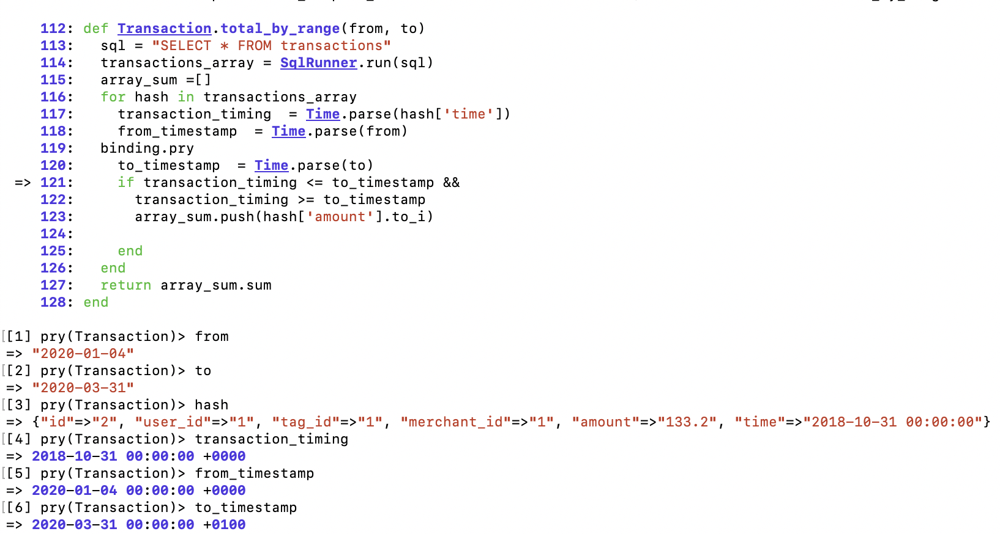 112: def Transaction.total_by_range(from, to)
113:   sql = "SELECT * FROM transactions"
114:   transactions_array = SqlRunner.run(sql)
115:   array_sum =[]
116:   for hash in transactions_array
117:     transaction_timing  = Time.parse(hash['time'])
118:     from_timestamp  = Time.parse(from)
119:   binding.pry
120:     to_timestamp  = Time.parse(to)
=> 121:     if transaction_timing <= to_timestamp &&
122:       transaction_timing >= to_timestamp
123:       array_sum.push(hash['amount'].to_i)
124:
125:     end
126:   end
127:   return array_sum.sum
128: end
[[1] pry(Transaction)> from
=> "2020-01-04"
[[2] pry(Transaction)> to
=> "2020-03-31"
[[3] pry(Transaction)> hash
=> {"id"=>"2", "user_id"=>"1", "tag_id"=>"1", "merchant_id"=>"1", "amount"=>"133.2", "time"=>"2018-10-31 00:00:00"}
[[4] pry(Transaction)> transaction_timing
=> 2018-10-31 00:00:00 +0000
[[5] pry(Transaction)> from_timestamp
=> 2020-01-04 00:00:00 +0000
[[6] pry(Transaction)> to_timestamp
=> 2020-03-31 00:00:00 +0100